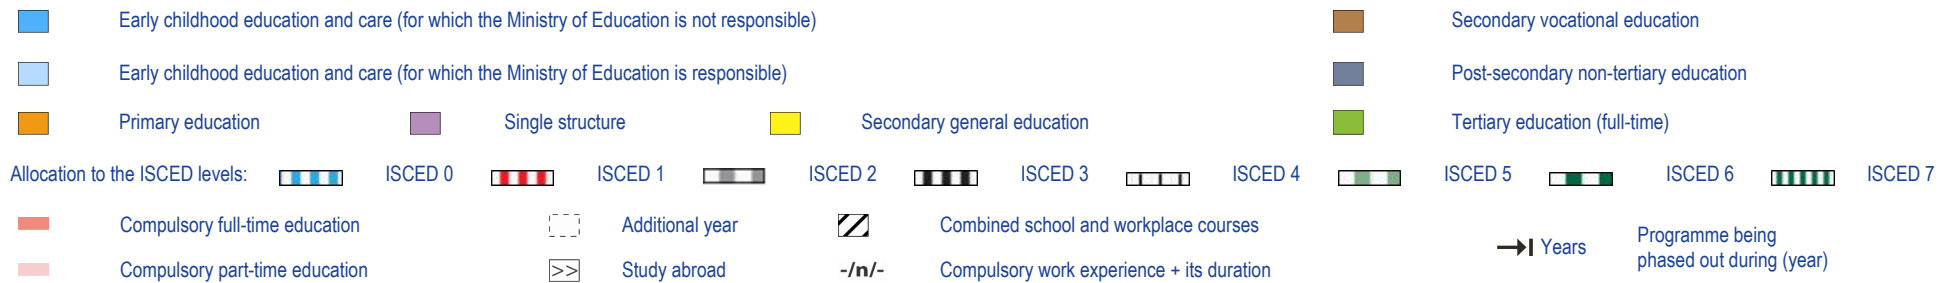 Early childhood education and care (for which the Ministry of Education is not responsible) Secondary vocational education
Early childhood education and care (for which the Ministry of Education is responsible) Post-secondary non-tertiary education
Primary education Single structure Secondary general education Tertiary education (full-time)
Allocation to the ISCED levels: ISCED 0 ISCED 1 ISCED 2 ISCED 3 ISCED 4 ISCED 5 ISCED 6 ISCED 7
Compulsory full-time education Additional year Combined school and workplace courses
Years Programme being
phased out during (year)
Compulsory part-time education >> Study abroad -/n/- Compulsory work experience + its duration